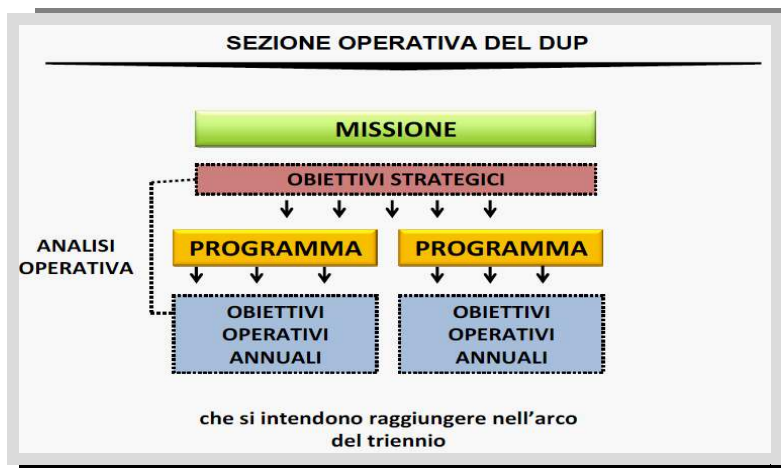 SEZIONE OPERATIVA DEL DUP
MISSIONE
OBIETTIVI STRATEGICI
ANALISI
OPERATIVA
PROGRAMMA
PROGRAMMA
OBIETTIVI
OPERATIVI
ANNUALI
OBIETTIVI
OPERATIVI
ANNUALI
che si intendono raggiungere nell’arco
del triennio